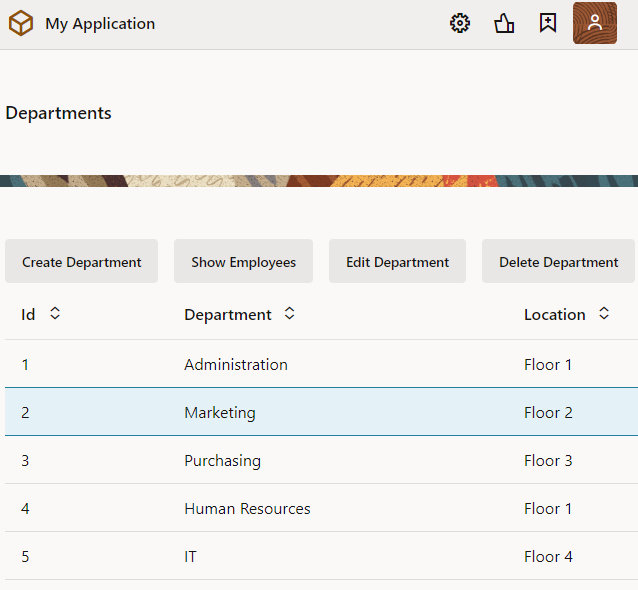 My Application
Departments
Create Department Show Employees Edit Department Delete Department
Id Department Location
1 Administration Floor 1
2 Marketing Floor 2
3 Purchasing Floor 3
4 Human Resources Floor 1
5 IT Floor 4